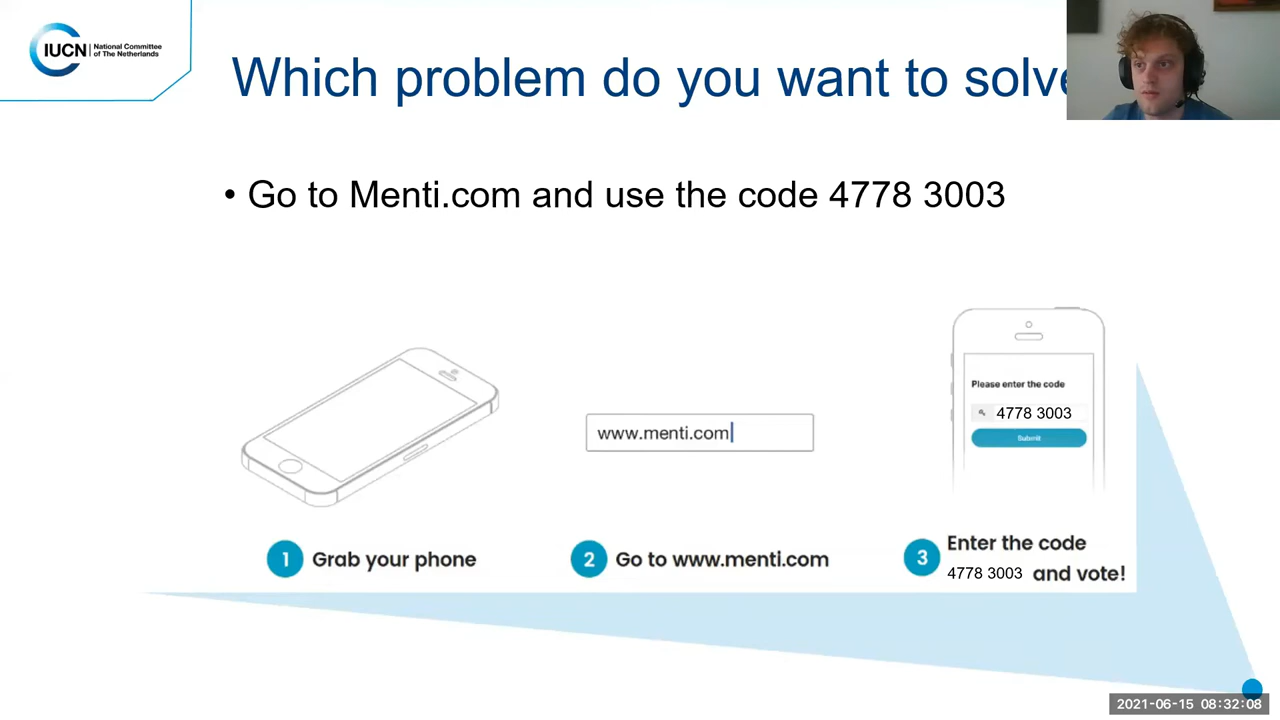 IUCN
National Committee
of The Netherlands
Which problem do you want to solve
• Go to Menti.com and use the code 4778 3003
Please enter the code
4778 3003
Submit
www.menti.com
1 Grab your phone
2 Go to www.menti.com
3 Enter the code
4778 3003 and vote!
2021-06-15 08:32:08